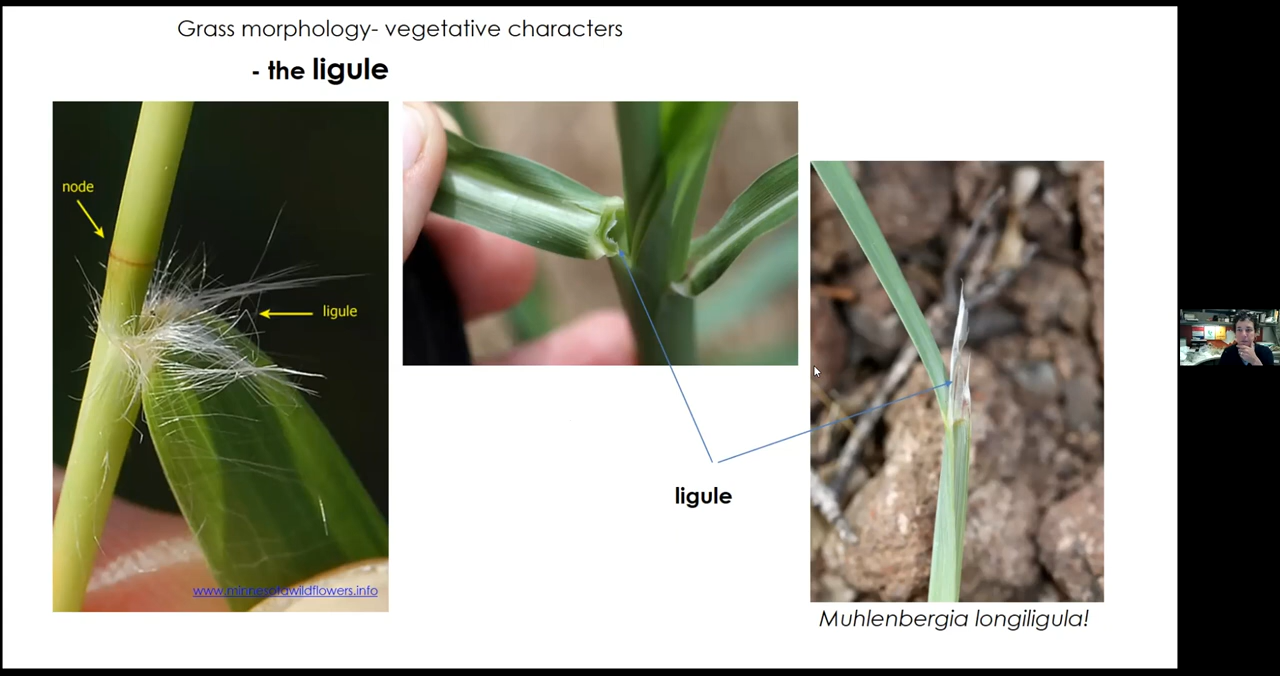 Grass morphology- vegetative characters
- the ligule
node
ligule
www.minnesotawildflowers.info
ligule
Muhlenbergia longiligula!